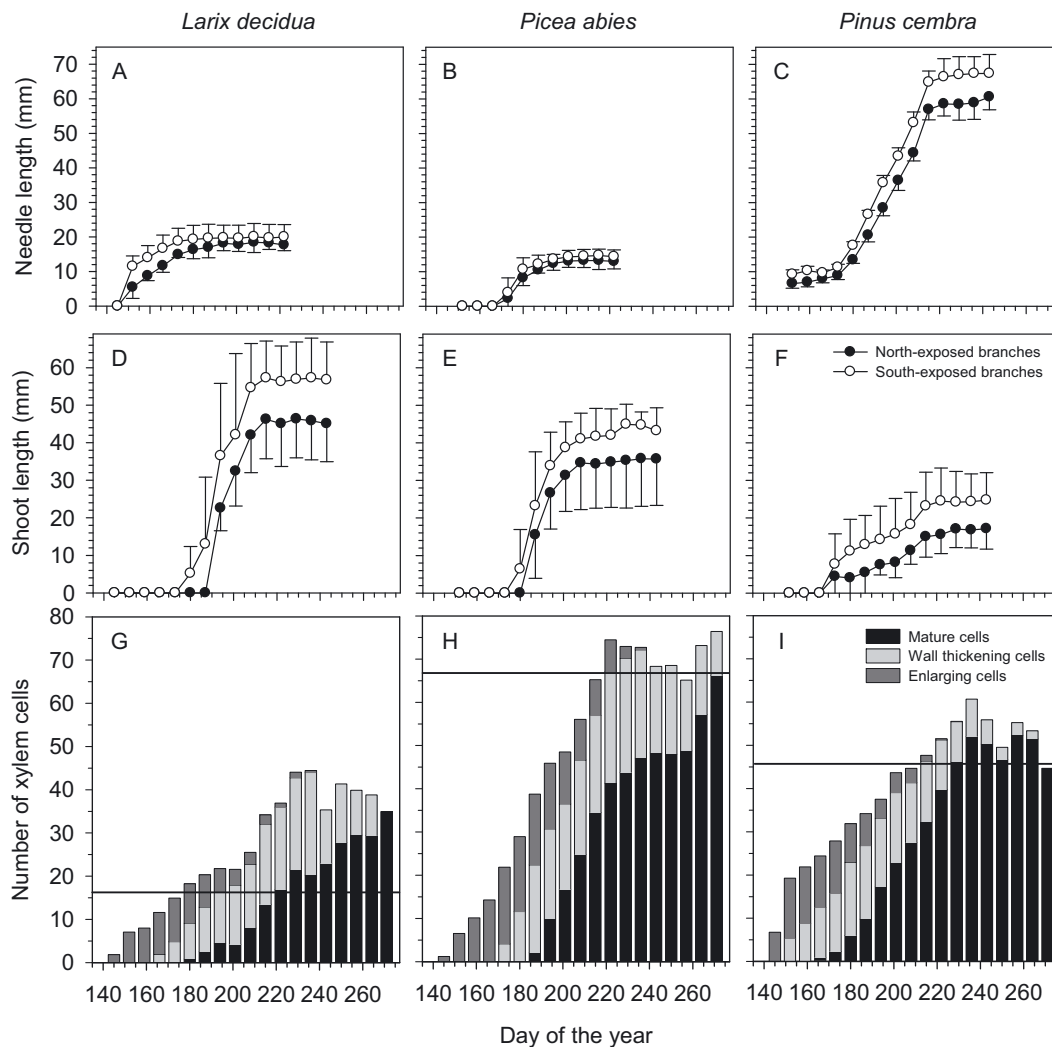 Larix decidua Picea abies Pinus cembra
A B C
Needle length (mm)
70
60
50
40
30
20
10
0
D E F
North-exposed branches
South-exposed branches
Shoot length (mm)
60
50
40
30
20
10
0
G H I
Mature cells
Wall thickening cells
Enlarging cells
Number of xylem cells
80
70
60
50
40
30
20
10
0
140 160 180 200 220 240 260 140 160 180 200 220 240 260 140 160 180 200 220 240 260
Day of the year